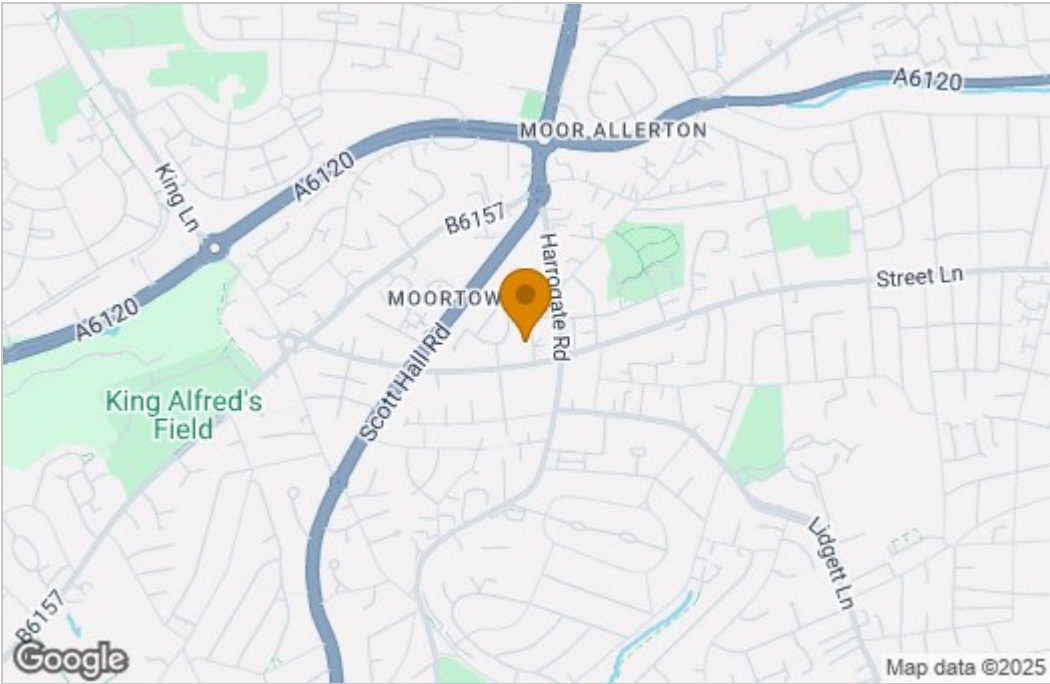 A6120
MOOR ALLERTON
A6120
King Ln
B6157
Harrogate Rd
Street Ln
MOORTOW
A6120
Scott Hall Rd
King Alfred's
Field
Lidgett Ln
B6157
Google
Map data ©2025